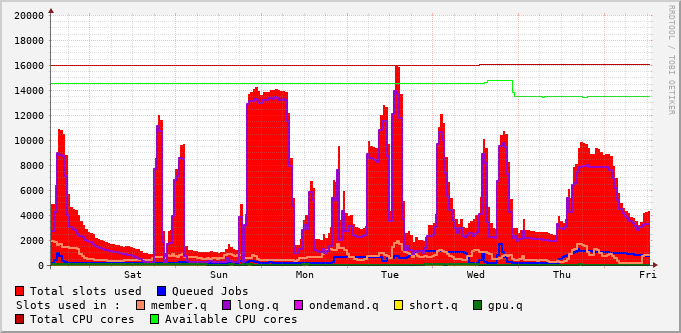 20000
18000
16000
14000
12000
10000
8000
6000
4000
2000
0
Sat Sun Mon Tue Wed Thu Fri
Total slots used Queued Jobs
Slots used in : member.q long.q ondemand.q short.q gpu.q
Total CPU cores Available CPU cores
RRDTOOL / TOBI OETIKER